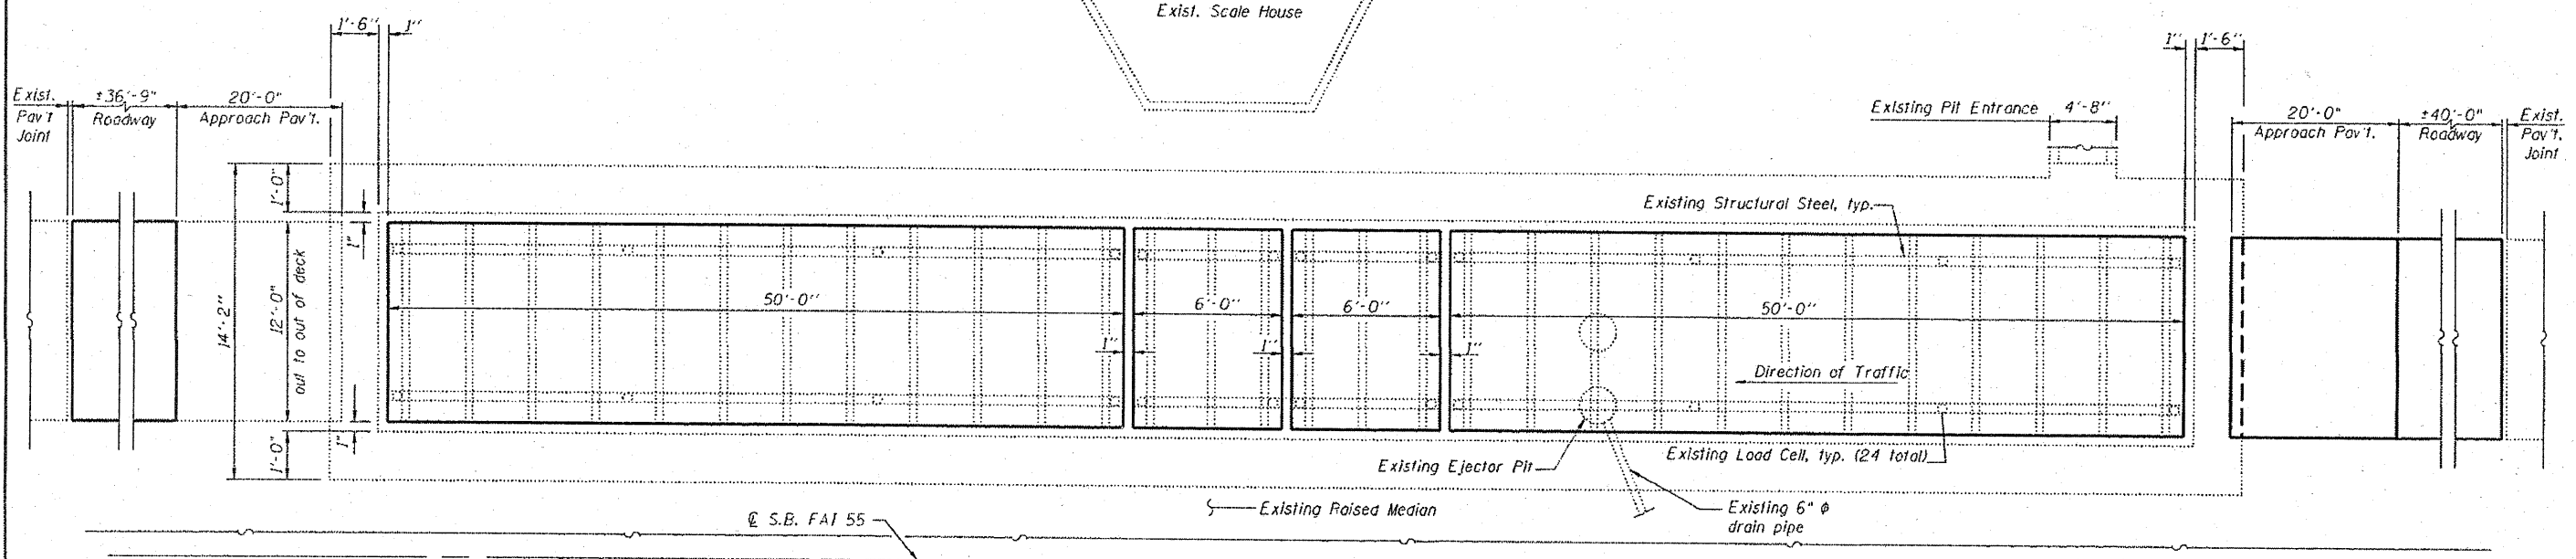 Exist. Scale House
1'-6"
1"
1"
1'-6"
Exist.
Pav't
Joint
±36'-9"
Roadway
20'-0"
Approach Pav't.
Existing Pit Entrance
4'-8"
20'-0"
Approach Pav't.
±40'-0"
Roadway
Exist.
Pav't.
Joint
1'-0"
1"
14'-2"
12'-0"
out to out of deck
1"
1'-0"
Existing Structural Steel, typ.
50'-0"
6'-0"
6'-0"
50'-0"
1"
1"
1"
Direction of Traffic
Existing Ejector Pit
Existing Load Cell, typ. (24 total)
Existing Raised Median
Existing 6" ϕ
drain pipe
℄ S.B. FAI 55